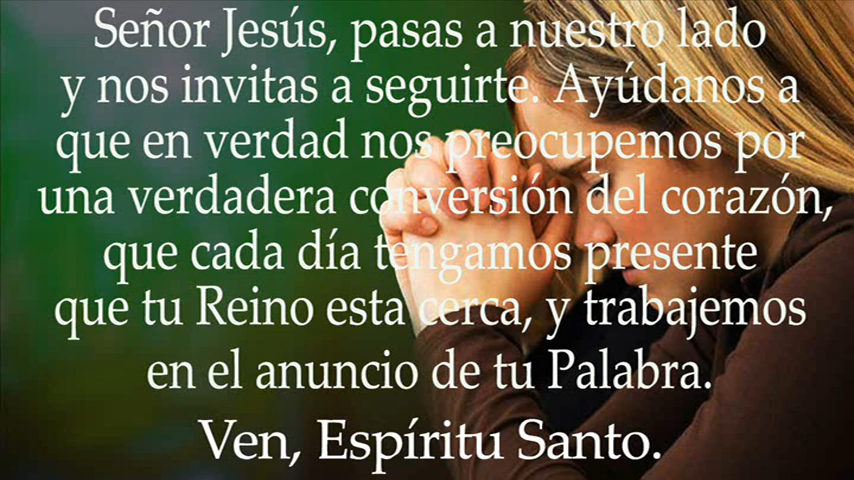 Señor Jesús, pasas a nuestro lado
y nos invitas a seguirte. Ayúdanos a
que en verdad nos preocupemos por
una verdadera conversión del corazón,
que cada día tengamos presente
que tu Reino esta cerca, y trabajemos
en el anuncio de tu Palabra.
Ven, Espíritu Santo.